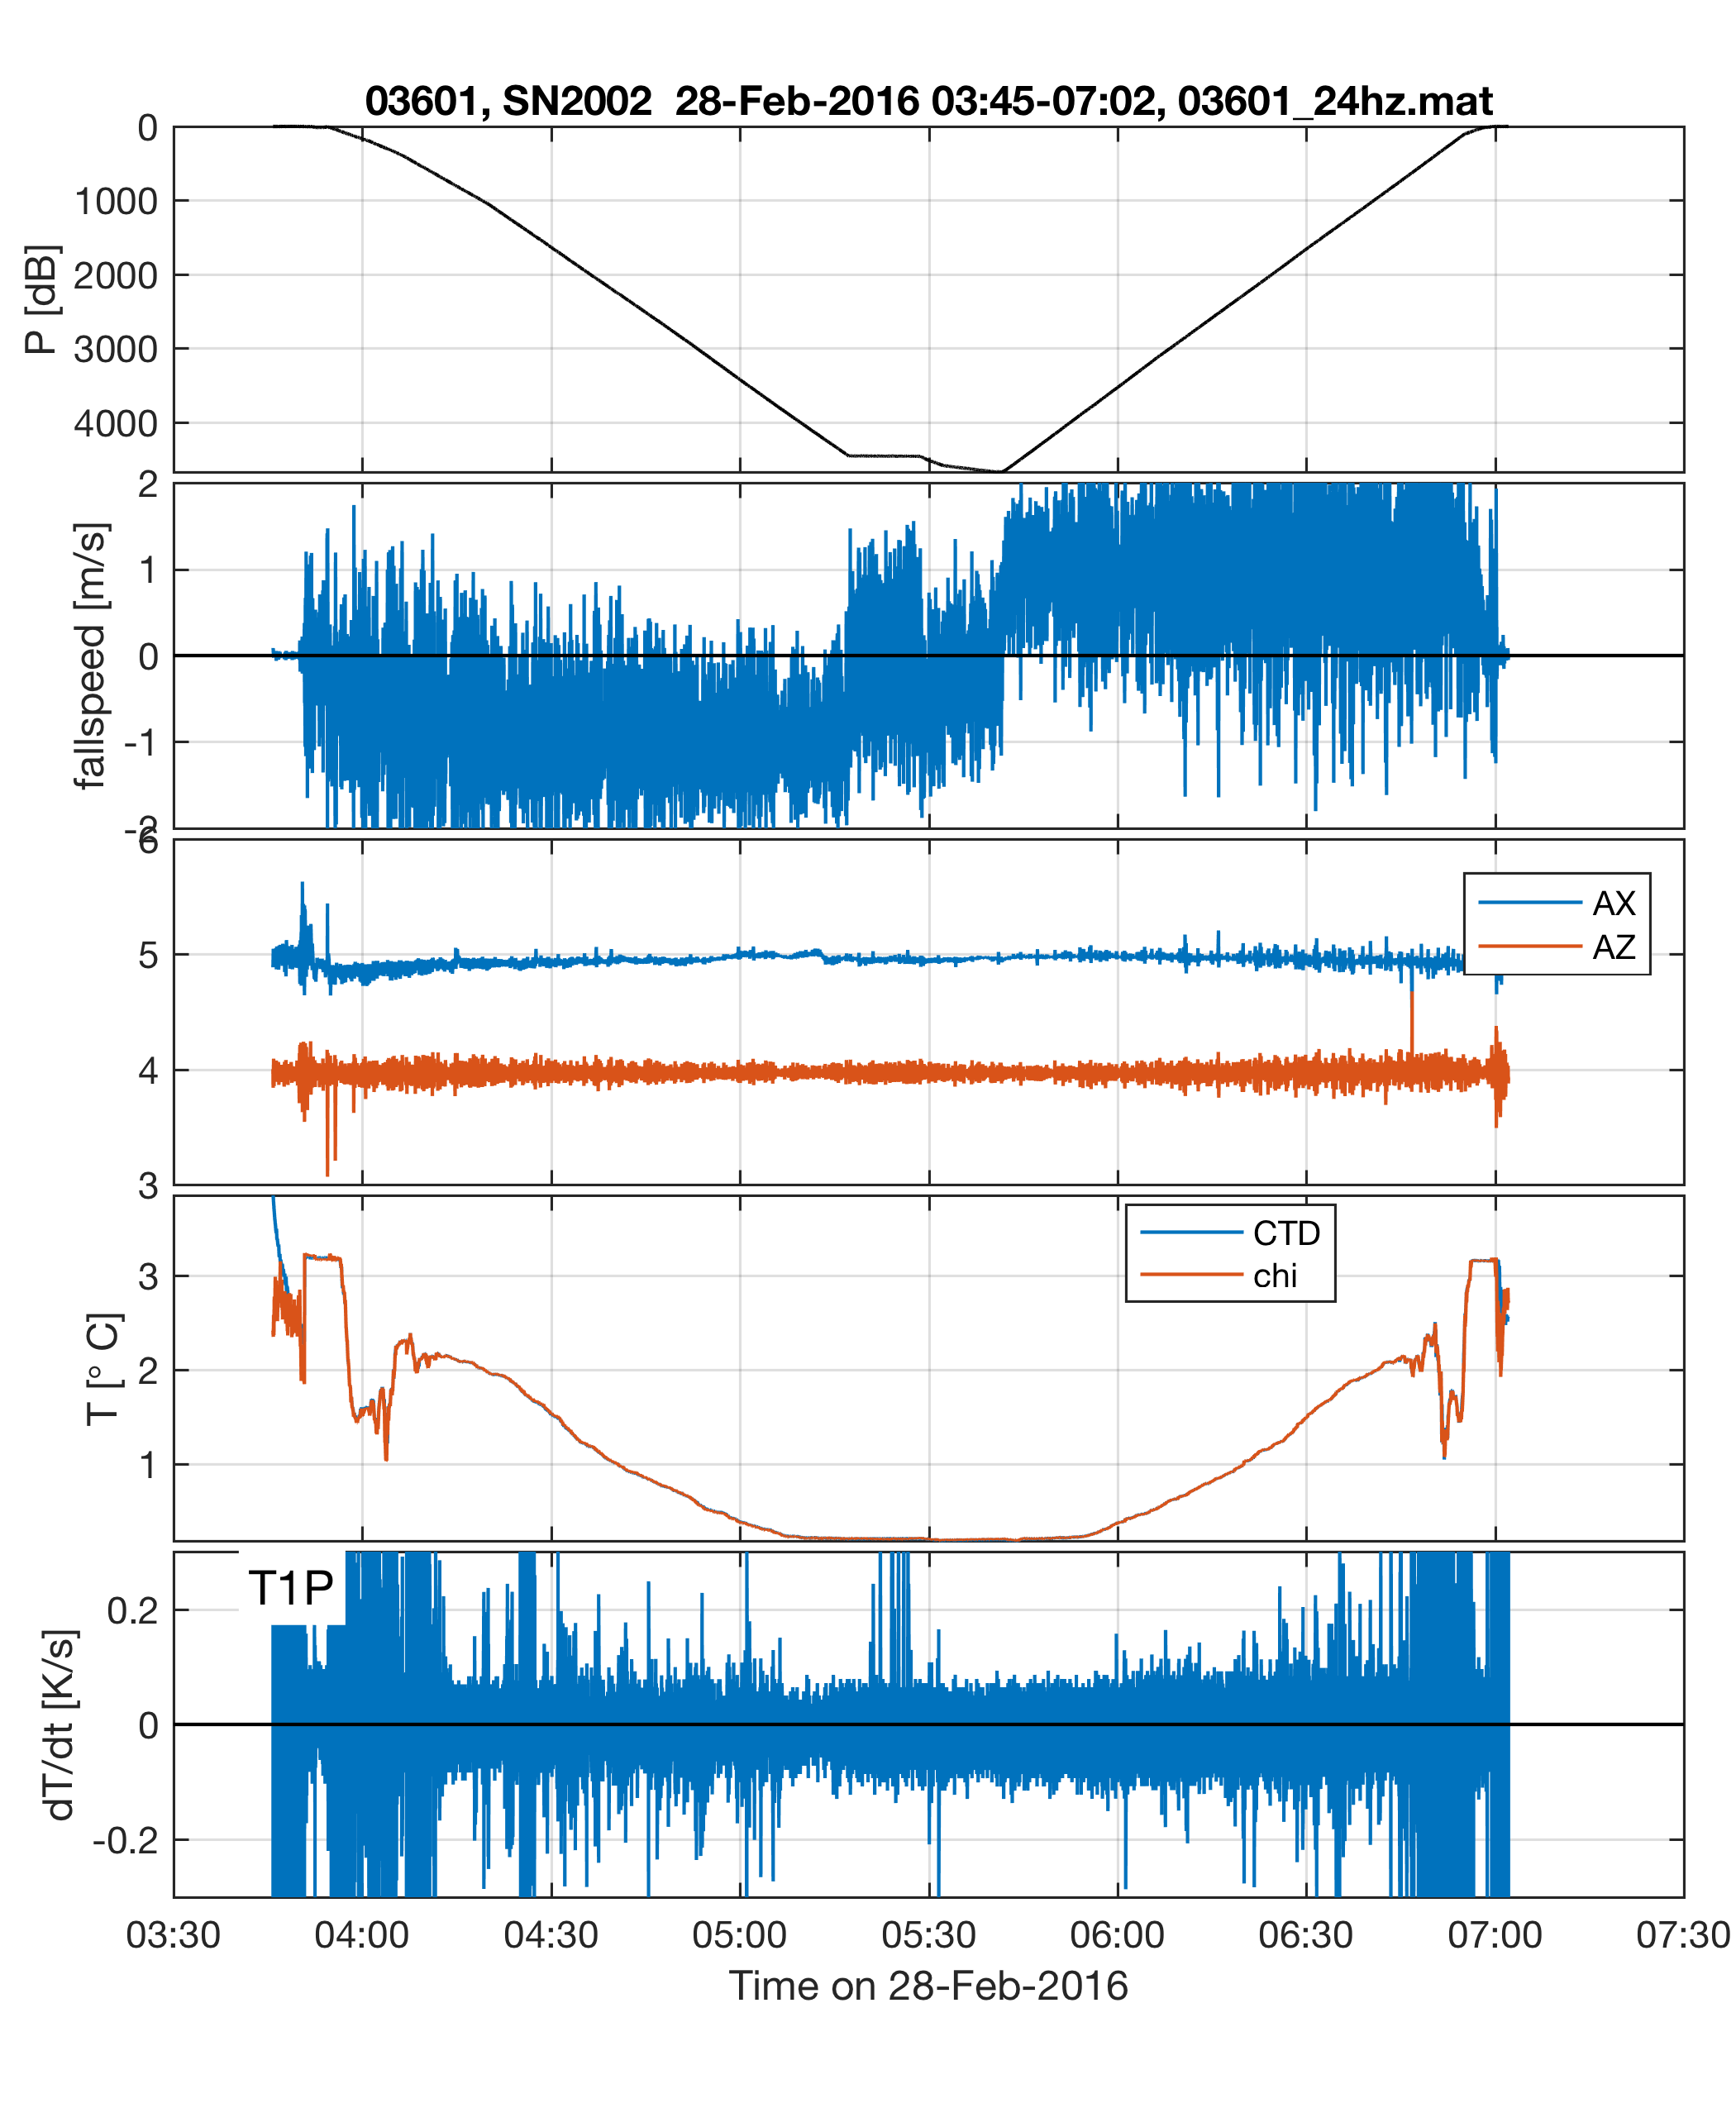 03601, SN2002  28-Feb-2016 03:45-07:02, 03601_24hz.mat
P [dB]
0
1000
2000
3000
4000
fallspeed [m/s]
2
1
0
-1
-2
6
5
4
3
AX
AZ
T [° C]
3
2
1
CTD
chi
T1P
dT/dt [K/s]
0.2
0
-0.2
03:30 04:00 04:30 05:00 05:30 06:00 06:30 07:00 07:30
Time on 28-Feb-2016